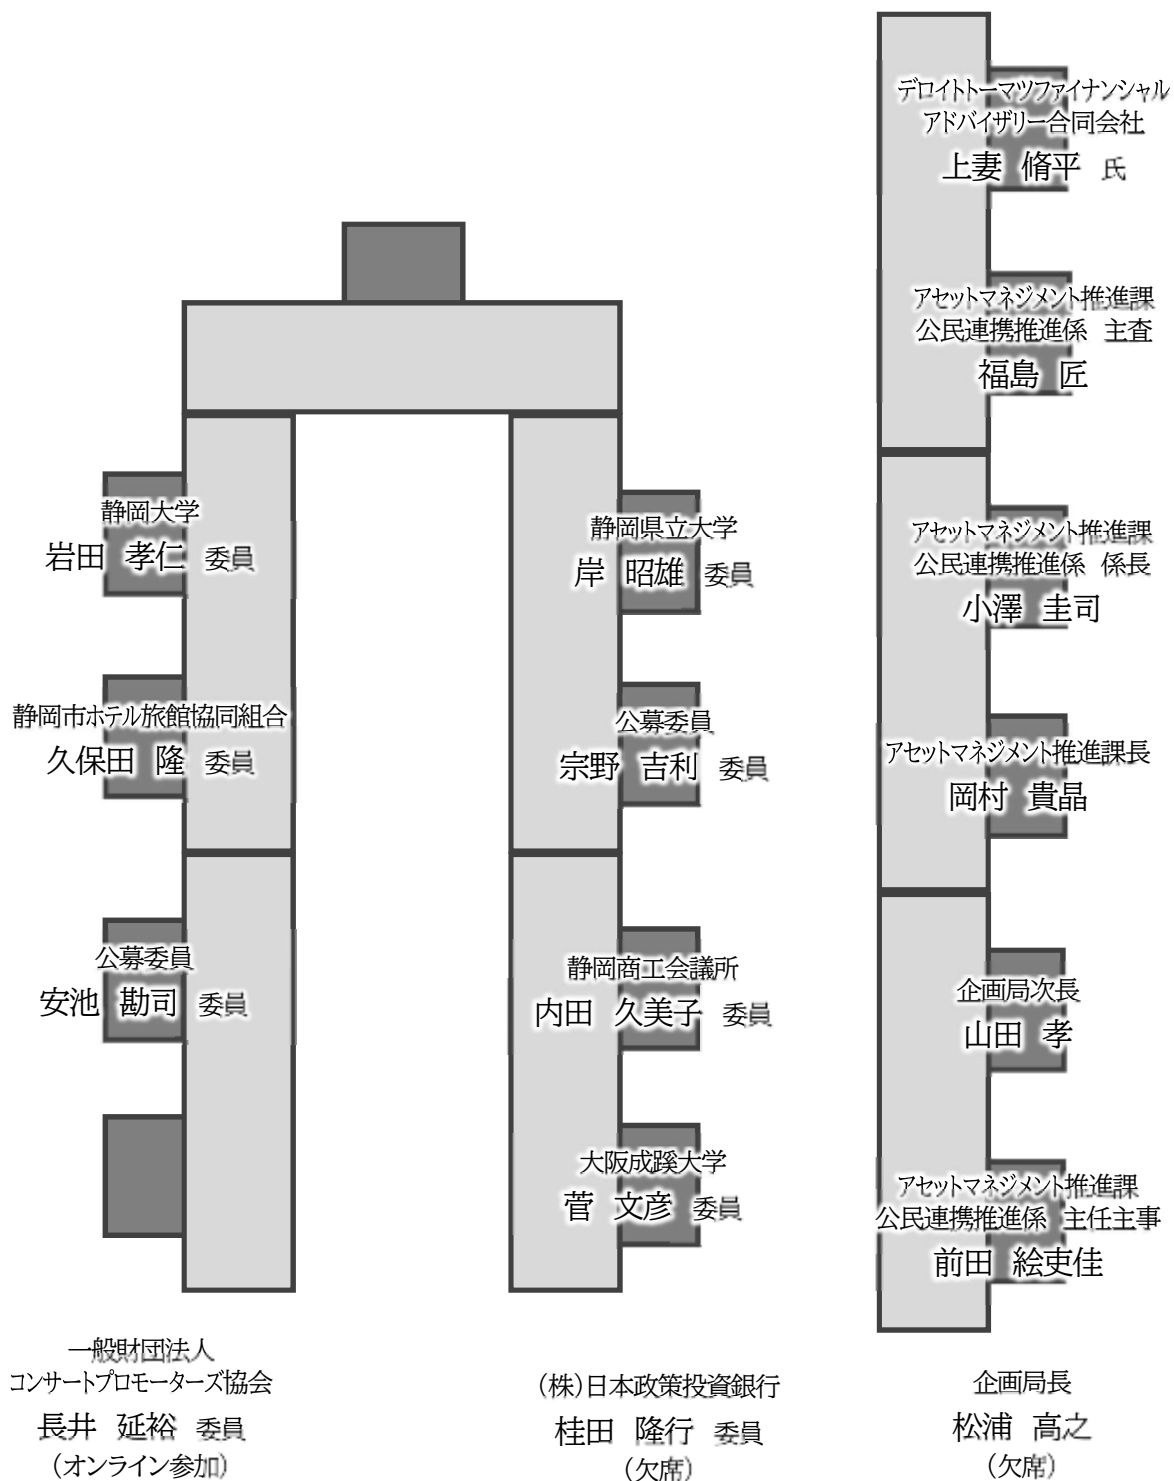 静岡大学
岩田 孝仁 委員
静岡市ホテル旅館協同組合
久保田 隆 委員
公募委員
安池 勘司 委員
一般財団法人
コンサートプロモーターズ協会
長井 延裕 委員
(オンライン参加)
静岡県立大学
岸 昭雄 委員
公募委員
宗野 吉利 委員
静岡商工会議所
内田 久美子 委員
大阪成蹊大学
菅 文彦 委員
(株)日本政策投資銀行
桂田 隆行 委員
(欠席)
デロイトトーマツファイナンシャル
アドバイザリー合同会社
上妻 脩平 氏
アセットマネジメント推進課
公民連携推進係 主査
福島 匠
アセットマネジメント推進課
公民連携推進係 係長
小澤 圭司
アセットマネジメント推進課長
岡村 貴晶
企画局次長
山田 孝
アセットマネジメント推進課
公民連携推進係 主任主事
前田 絵吏佳
企画局長
松浦 高之
(欠席)